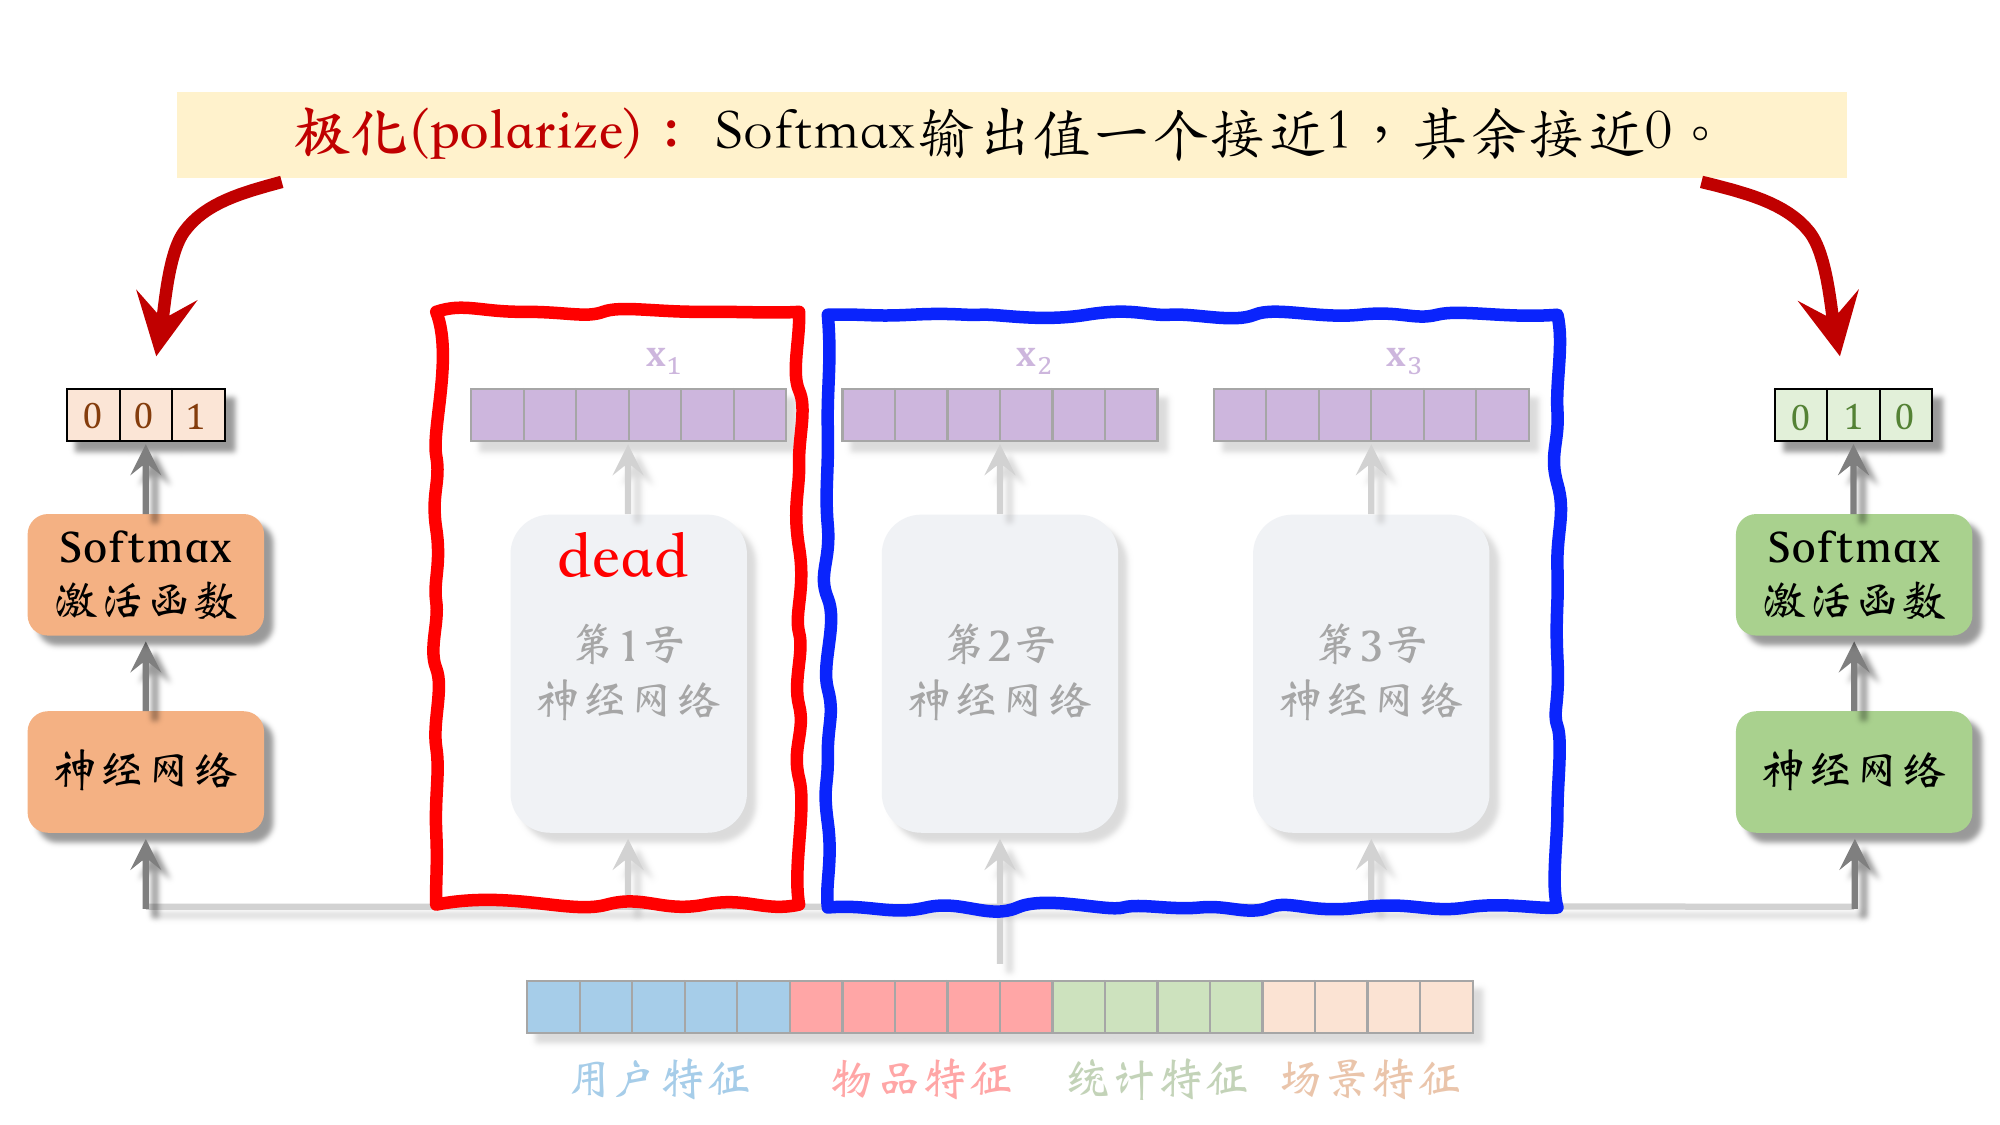 极化(polarize)： Softmax输出值一个接近1，其余接近0。
x₁ x₂ x₃
0 0 1
0 1 0
Softmax
激活函数
dead
Softmax
激活函数
第1号
神经网络
第2号
神经网络
第3号
神经网络
神经网络
神经网络
用户特征 物品特征 统计特征 场景特征